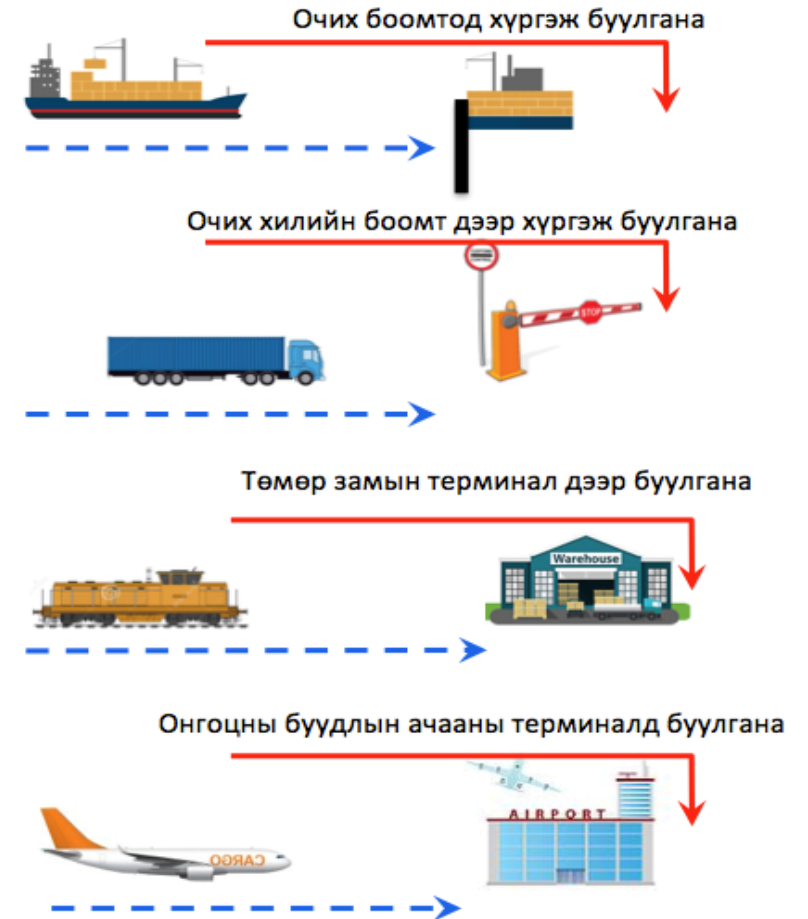 Очих боомтод хүргэж буулгана
Очих хилийн боомт дээр хүргэж буулгана
STOP
Төмөр замын терминал дээр буулгана
Warehouse
Онгоцны буудлын ачааны терминалд буулгана
AIRPORT
CARGO